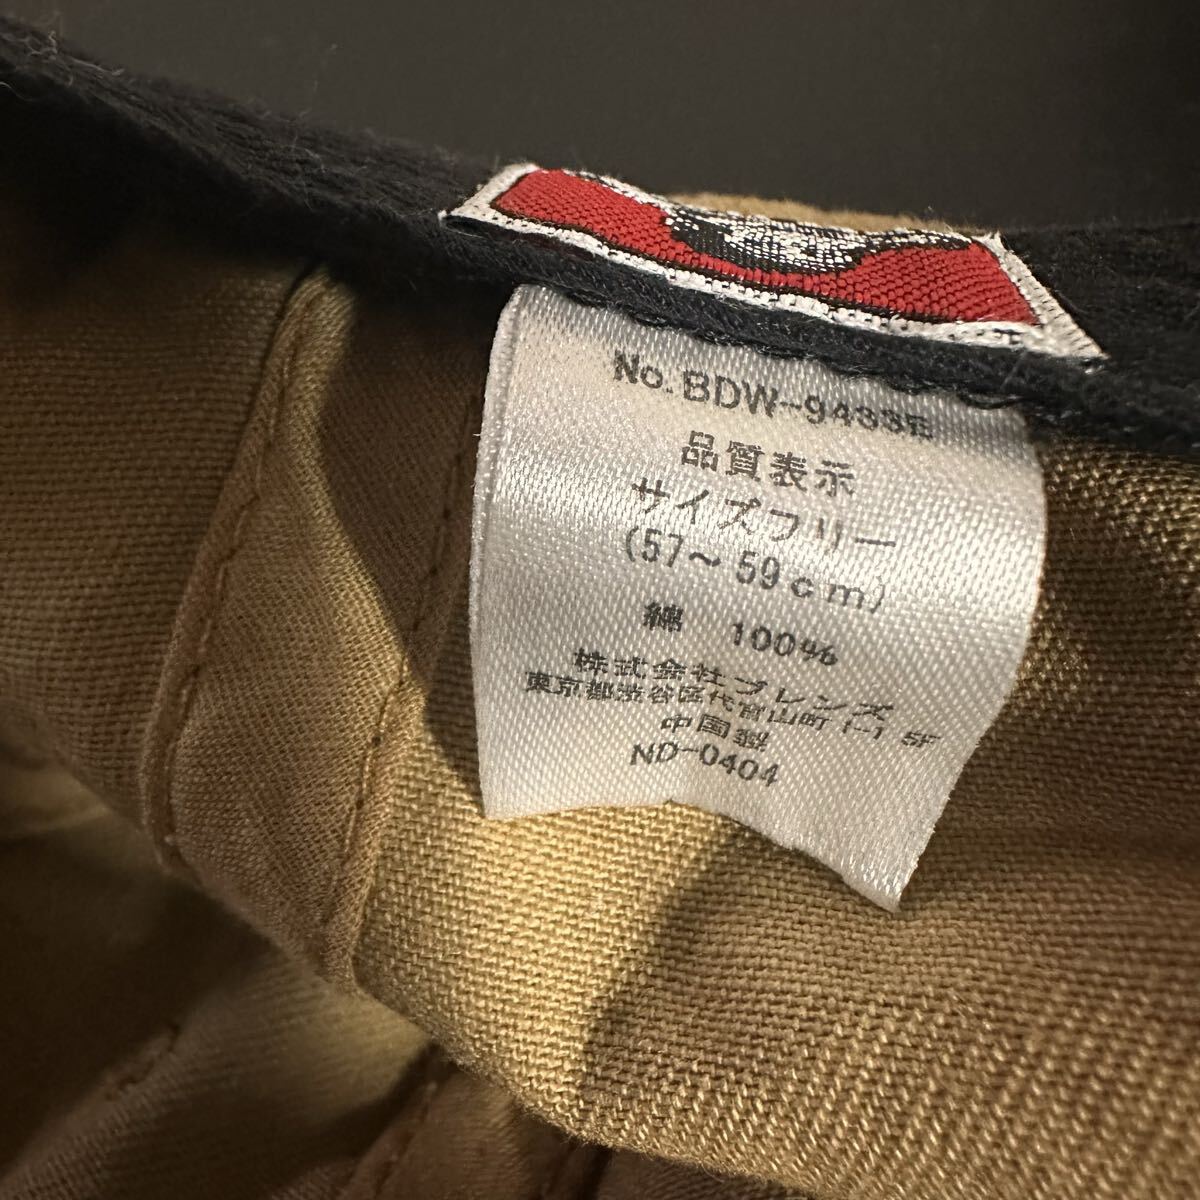 No. BDW-9433E
品質表示
サイズフリー
(57〜59cm)
綿 100%
株式会社ブレンズ
東京都渋谷区代官山町 1-1 5F
中国製
ND-0404